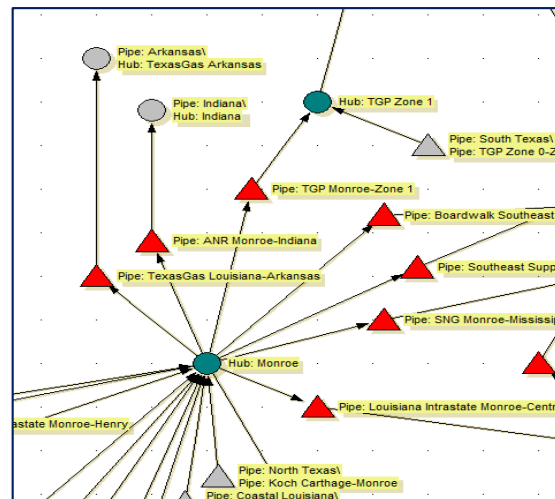 Pipe: Arkansas\
Hub: TexasGas Arkansas
Pipe: Indiana\
Hub: Indiana
Hub: TGP Zone 1
Pipe: South Texas\
Pipe: TGP Zone 0-Z
Pipe: TGP Monroe-Zone 1
Pipe: Boardwalk Southeast
Pipe: ANR Monroe-Indiana
Pipe: Southeast Supp
Pipe: TexasGas Louisiana-Arkansas
Pipe: SNG Monroe-Mississip
Hub: Monroe
Pipe: Louisiana Intrastate Monroe-Centr
astate Monroe-Henry
Pipe: North Texas\
Pipe: Koch Carthage-Monroe
Pipe: Coastal Louisiana\